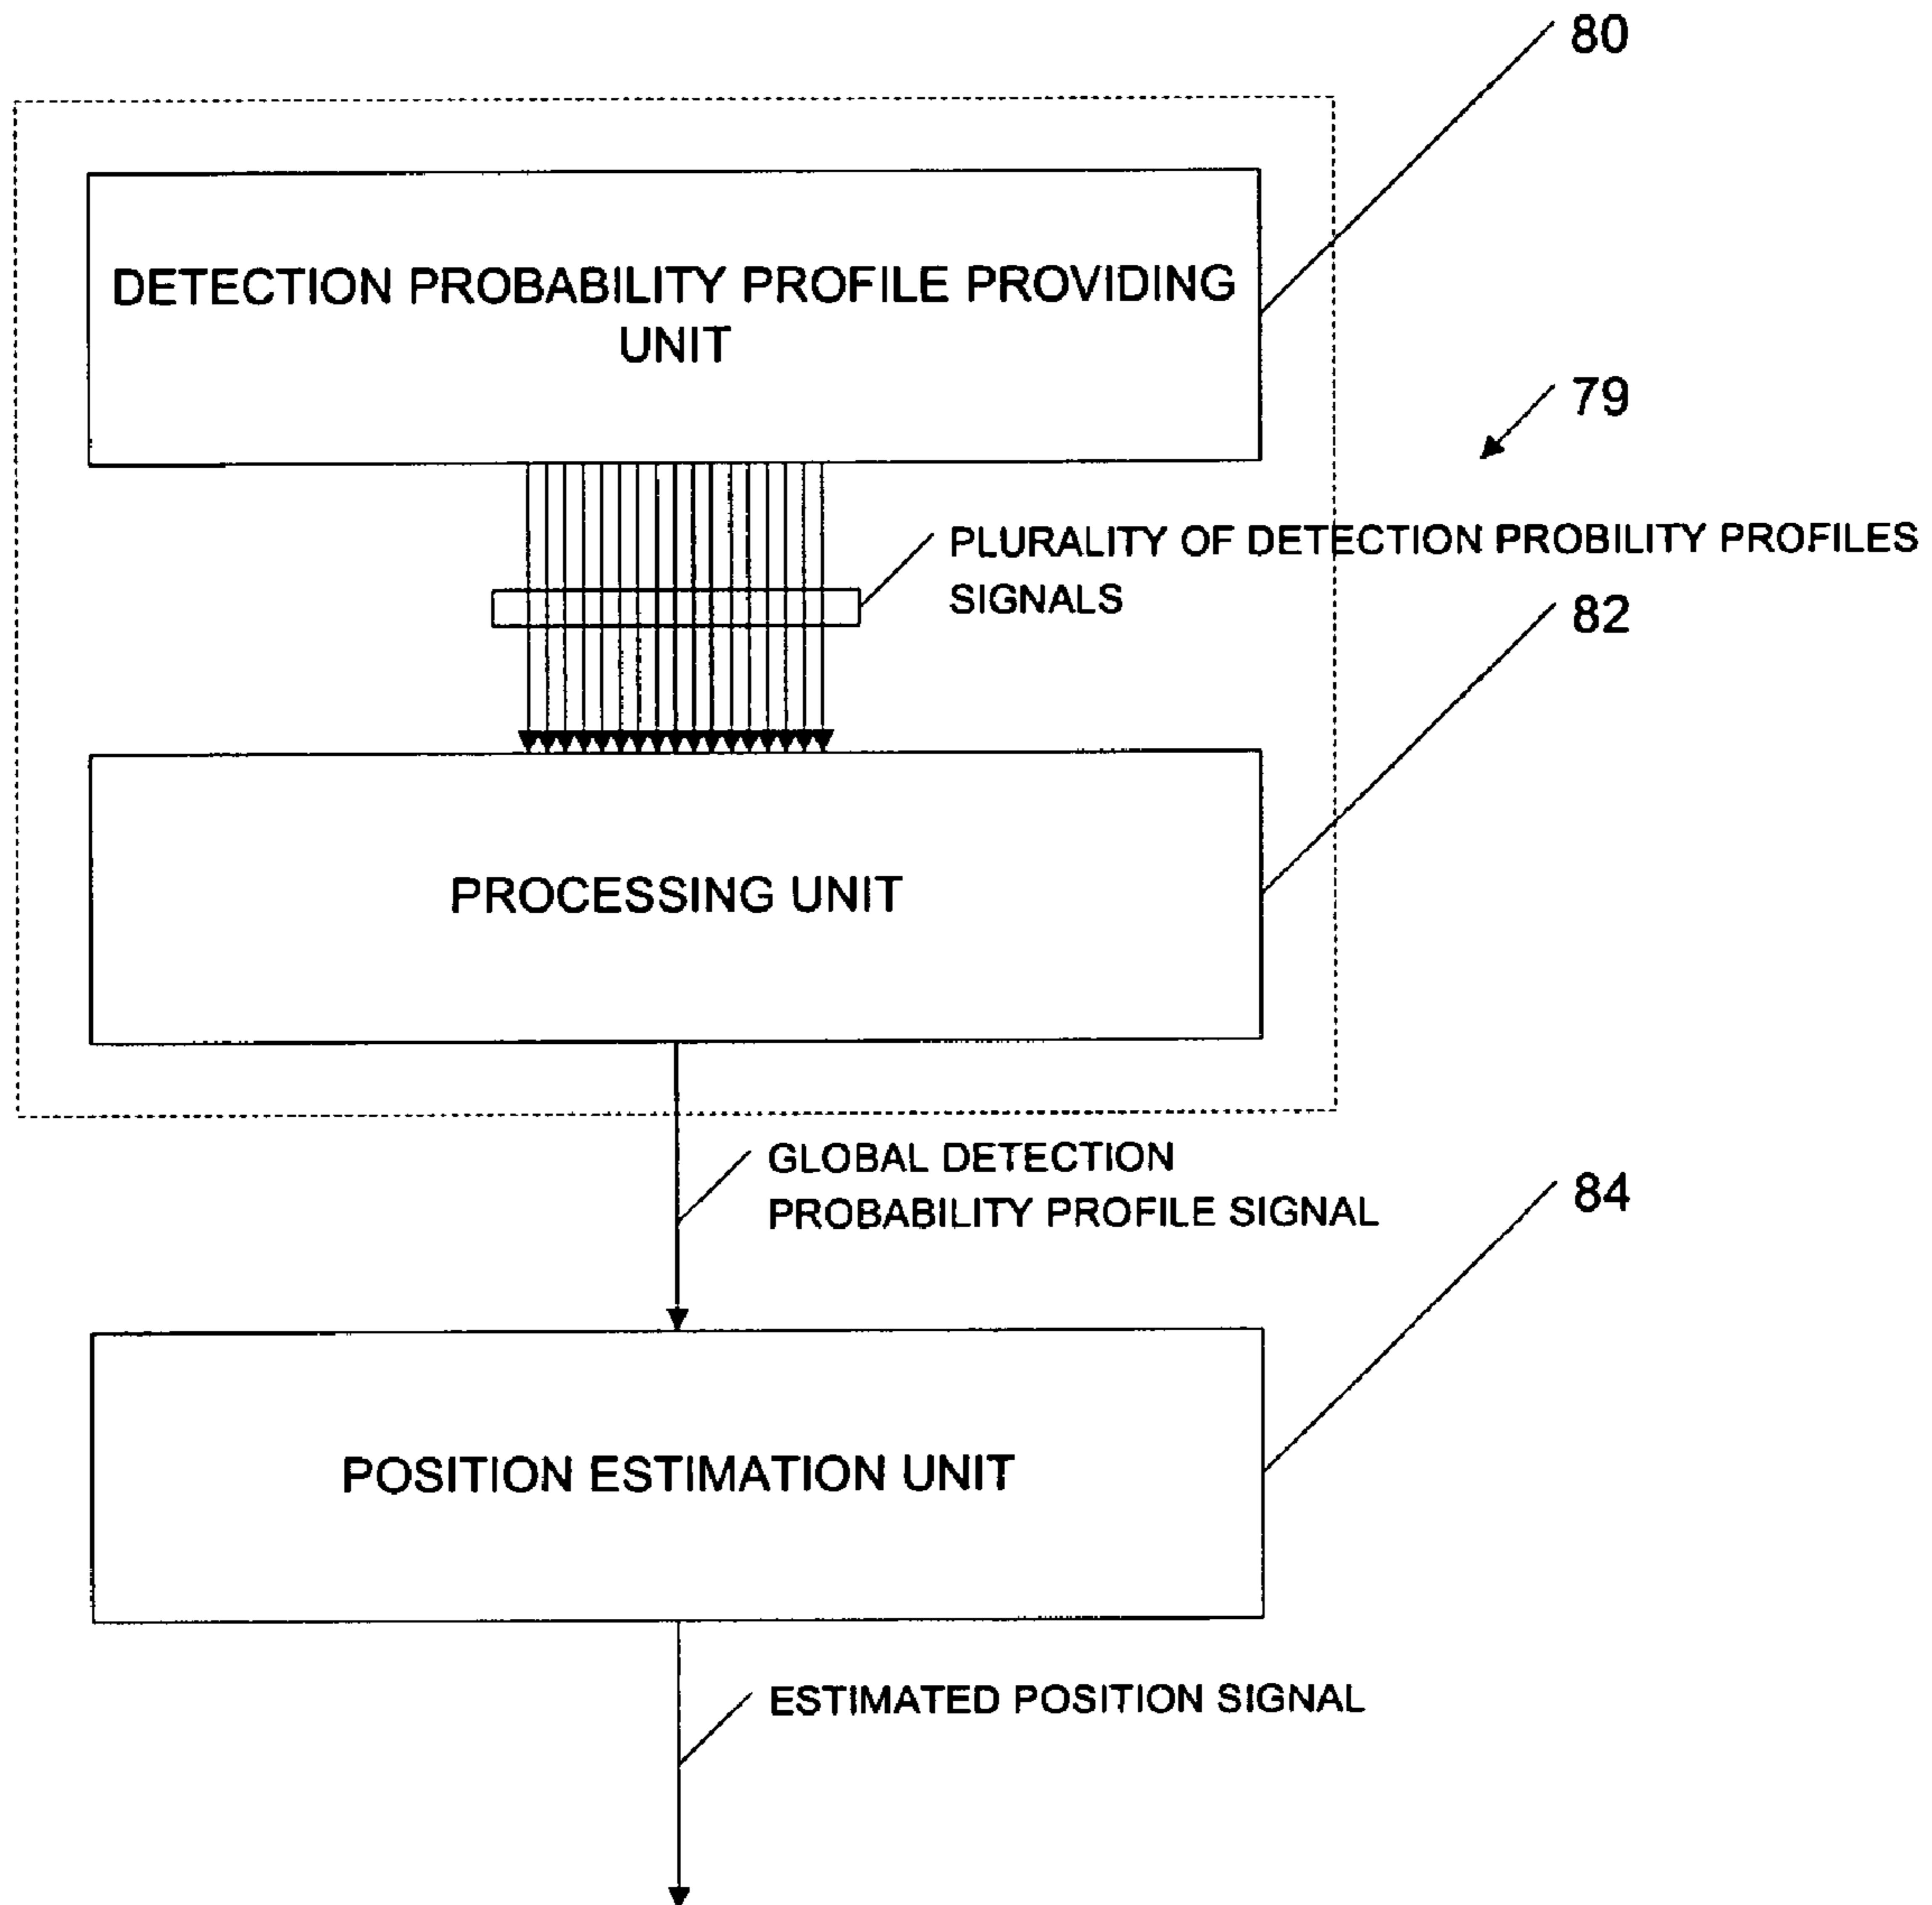 80
DETECTION PROBABILITY PROFILE PROVIDING
UNIT
79
PLURALITY OF DETECTION PROBILITY PROFILES
SIGNALS
82
PROCESSING UNIT
GLOBAL DETECTION
PROBABILITY PROFILE SIGNAL
84
POSITION ESTIMATION UNIT
ESTIMATED POSITION SIGNAL